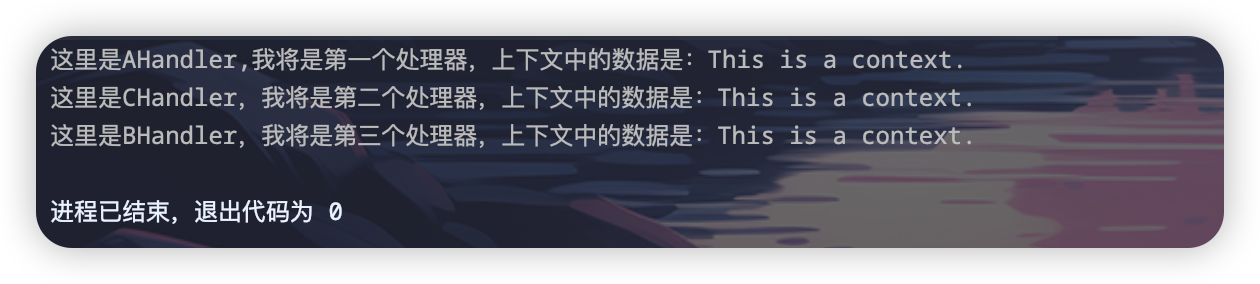 这里是AHandler,我将是第一个处理器，上下文中的数据是：This is a context.
这里是CHandler，我将是第二个处理器，上下文中的数据是：This is a context.
这里是BHandler，我将是第三个处理器，上下文中的数据是：This is a context.
进程已结束，退出代码为 0